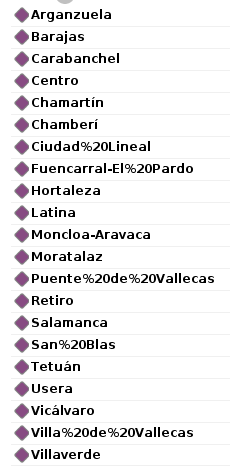 Arganzuela
Barajas
Carabanchel
Centro
Chamartín
Chamberí
Ciudad%20Lineal
Fuencarral-El%20Pardo
Hortaleza
Latina
Moncloa-Aravaca
Moratalaz
Puente%20de%20Vallecas
Retiro
Salamanca
San%20Blas
Tetuán
Usera
Vicálvaro
Villa%20de%20Vallecas
Villaverde